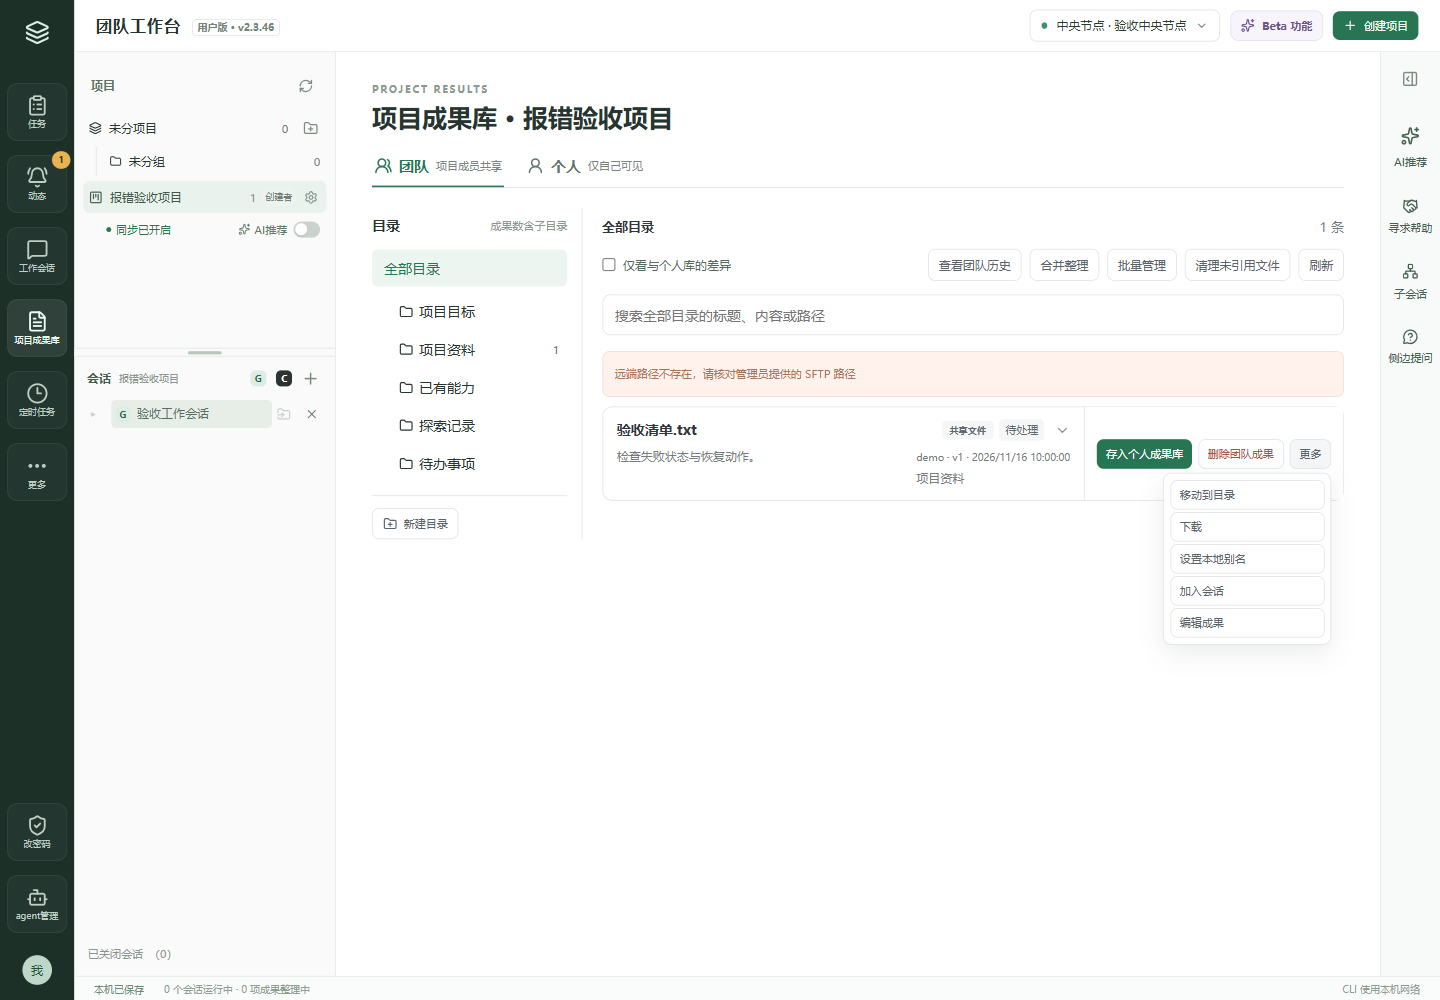 团队工作台 用户版 • v2.3.46
中央节点 · 验收中央节点
Beta 功能
创建项目
任务
1
动态
工作会话
项目成果库
定时任务
更多
改密码
agent管理
我
项目
未分项目 0
未分组 0
报错验收项目 1 创建者
同步已开启 AI推荐
会话 报错验收项目 G C
G 验收工作会话
已关闭会话 (0)
PROJECT RESULTS
项目成果库 • 报错验收项目
团队 项目成员共享
个人 仅自己可见
目录 成果数含子目录
全部目录
项目目标
项目资料 1
已有能力
探索记录
待办事项
新建目录
全部目录 1 条
仅看与个人库的差异
查看团队历史
合并整理
批量管理
清理未引用文件
刷新
搜索全部目录的标题、内容或路径
远端路径不存在，请核对管理员提供的 SFTP 路径
验收清单.txt 共享文件 待处理
检查失败状态与恢复动作。 demo · v1 · 2026/11/16 10:00:00
项目资料
存入个人成果库
删除团队成果
更多
移动到目录
下载
设置本地别名
加入会话
编辑成果
AI推荐
寻求帮助
子会话
侧边提问
本机已保存 0 个会话运行中 · 0 项成果整理中
CLI 使用本机网络